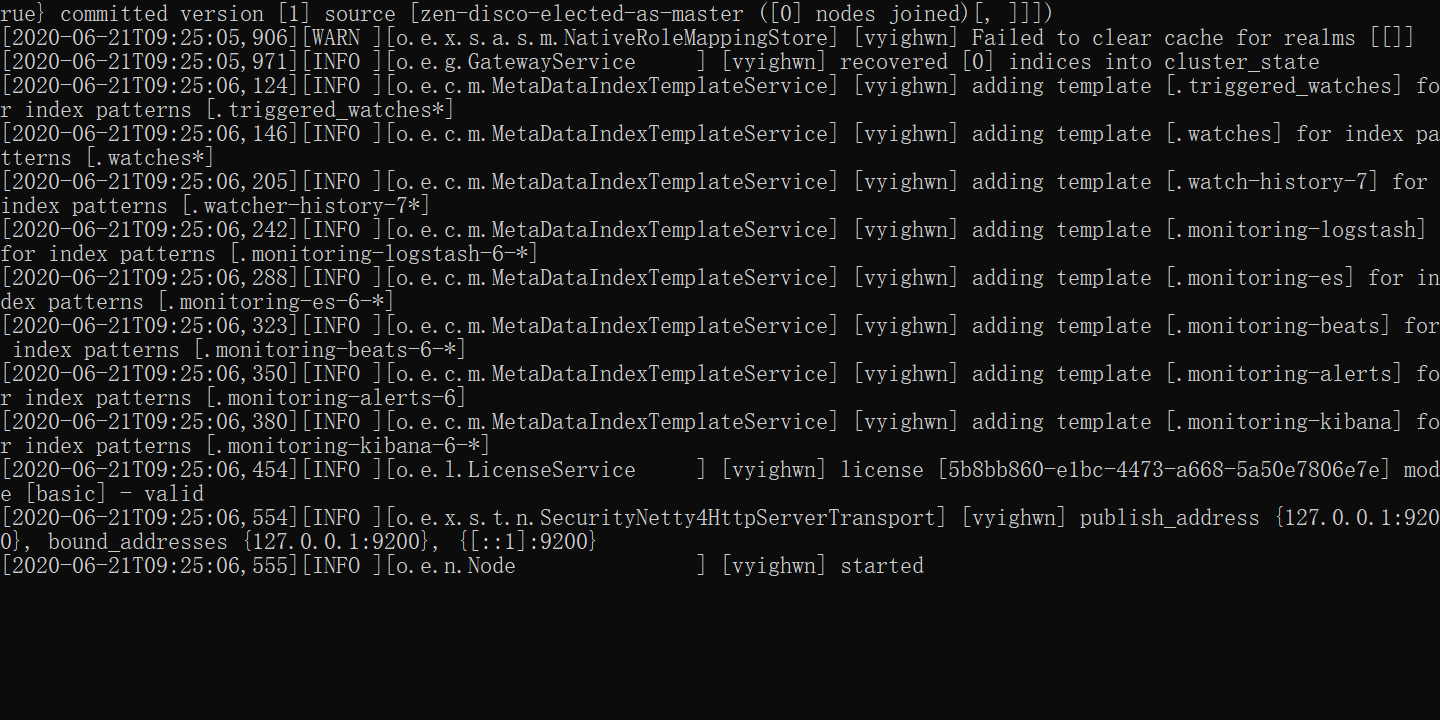 rue} committed version [1] source [zen-disco-elected-as-master ([0] nodes joined)[, ]]])
[2020-06-21T09:25:05,906][WARN ][o.e.x.s.a.s.m.NativeRoleMappingStore] [vyighwn] Failed to clear cache for realms [[]]
[2020-06-21T09:25:05,971][INFO ][o.e.g.GatewayService     ] [vyighwn] recovered [0] indices into cluster_state
[2020-06-21T09:25:06,124][INFO ][o.e.c.m.MetaDataIndexTemplateService] [vyighwn] adding template [.triggered_watches] fo
r index patterns [.triggered_watches*]
[2020-06-21T09:25:06,146][INFO ][o.e.c.m.MetaDataIndexTemplateService] [vyighwn] adding template [.watches] for index pa
tterns [.watches*]
[2020-06-21T09:25:06,205][INFO ][o.e.c.m.MetaDataIndexTemplateService] [vyighwn] adding template [.watch-history-7] for
index patterns [.watcher-history-7*]
[2020-06-21T09:25:06,242][INFO ][o.e.c.m.MetaDataIndexTemplateService] [vyighwn] adding template [.monitoring-logstash]
for index patterns [.monitoring-logstash-6-*]
[2020-06-21T09:25:06,288][INFO ][o.e.c.m.MetaDataIndexTemplateService] [vyighwn] adding template [.monitoring-es] for in
dex patterns [.monitoring-es-6-*]
[2020-06-21T09:25:06,323][INFO ][o.e.c.m.MetaDataIndexTemplateService] [vyighwn] adding template [.monitoring-beats] for
 index patterns [.monitoring-beats-6-*]
[2020-06-21T09:25:06,350][INFO ][o.e.c.m.MetaDataIndexTemplateService] [vyighwn] adding template [.monitoring-alerts] fo
r index patterns [.monitoring-alerts-6]
[2020-06-21T09:25:06,380][INFO ][o.e.c.m.MetaDataIndexTemplateService] [vyighwn] adding template [.monitoring-kibana] fo
r index patterns [.monitoring-kibana-6-*]
[2020-06-21T09:25:06,454][INFO ][o.e.l.LicenseService     ] [vyighwn] license [5b8bb860-e1bc-4473-a668-5a50e7806e7e] mod
e [basic] - valid
[2020-06-21T09:25:06,554][INFO ][o.e.x.s.t.n.SecurityNetty4HttpServerTransport] [vyighwn] publish_address {127.0.0.1:920
0}, bound_addresses {127.0.0.1:9200}, {[::1]:9200}
[2020-06-21T09:25:06,555][INFO ][o.e.n.Node               ] [vyighwn] started